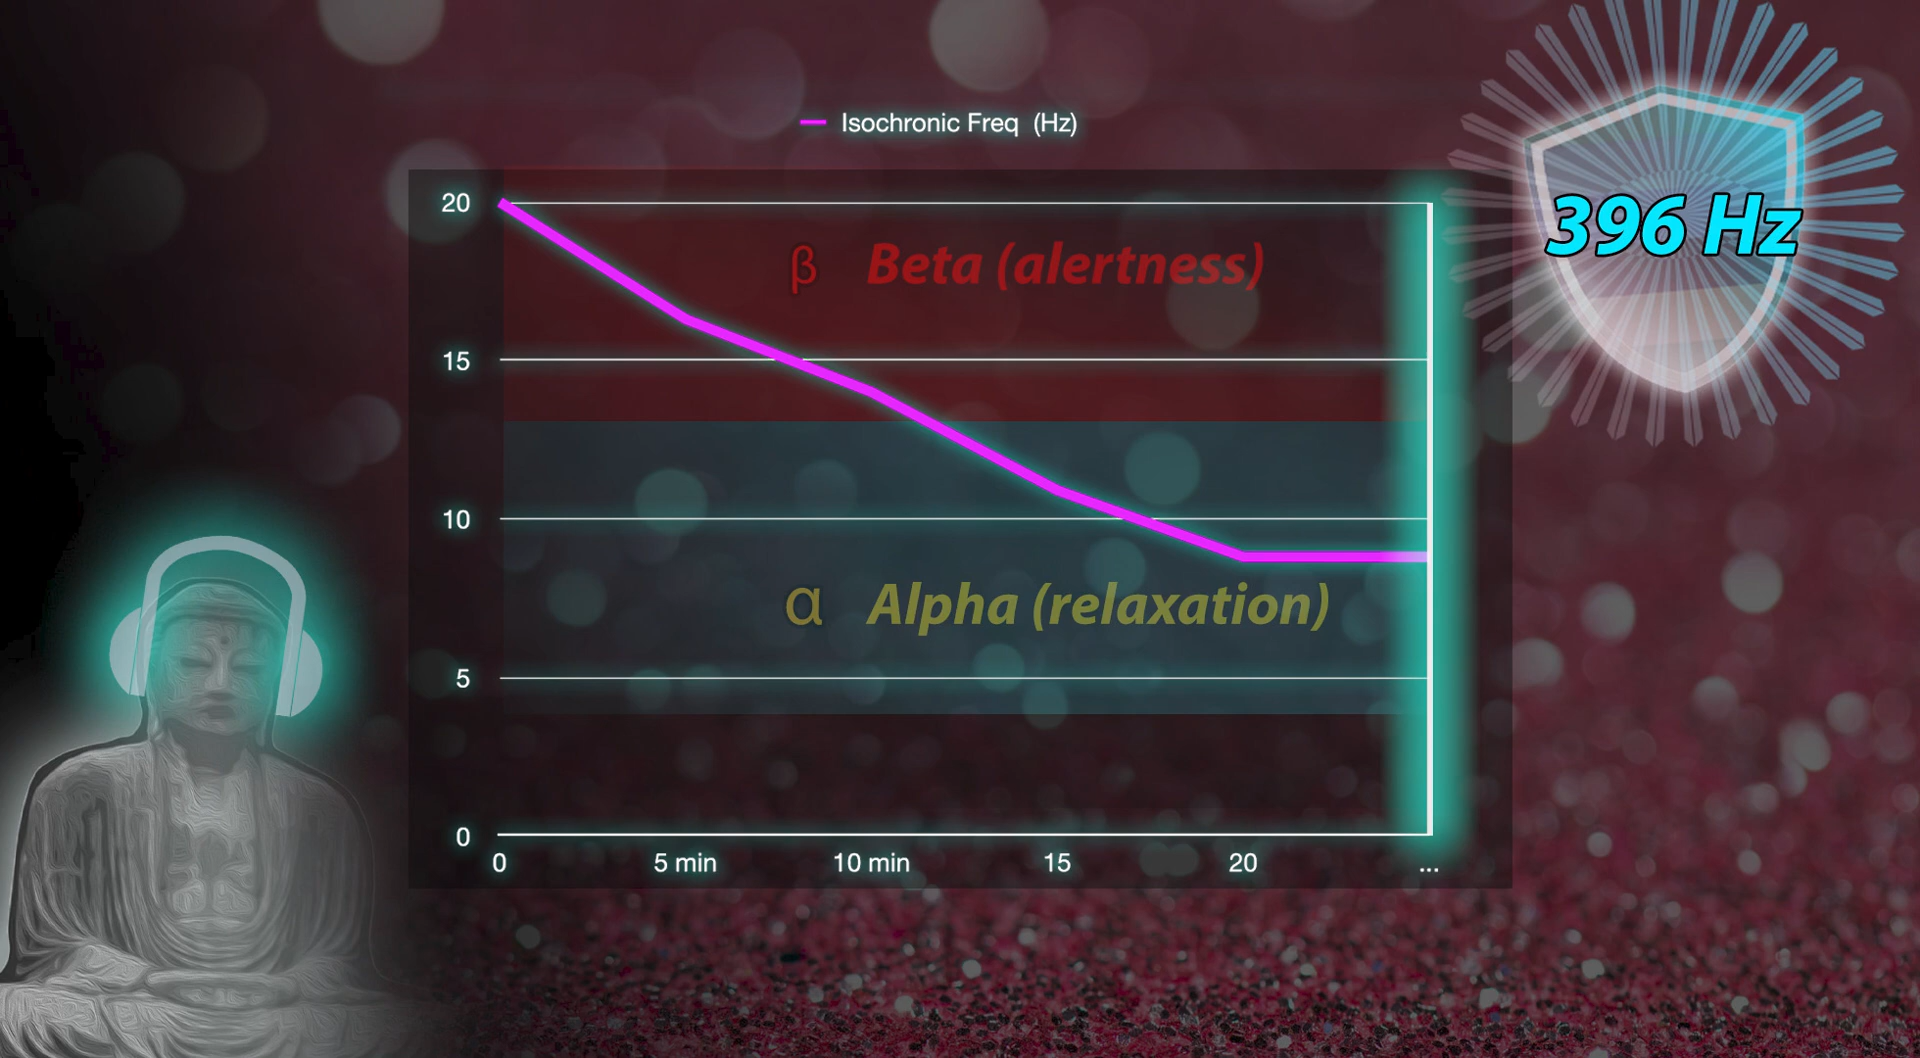 Isochronic Freq (Hz)
396 Hz
20
β Beta (alertness)
15
10
α Alpha (relaxation)
5
0
0 5 min 10 min 15 20 ...